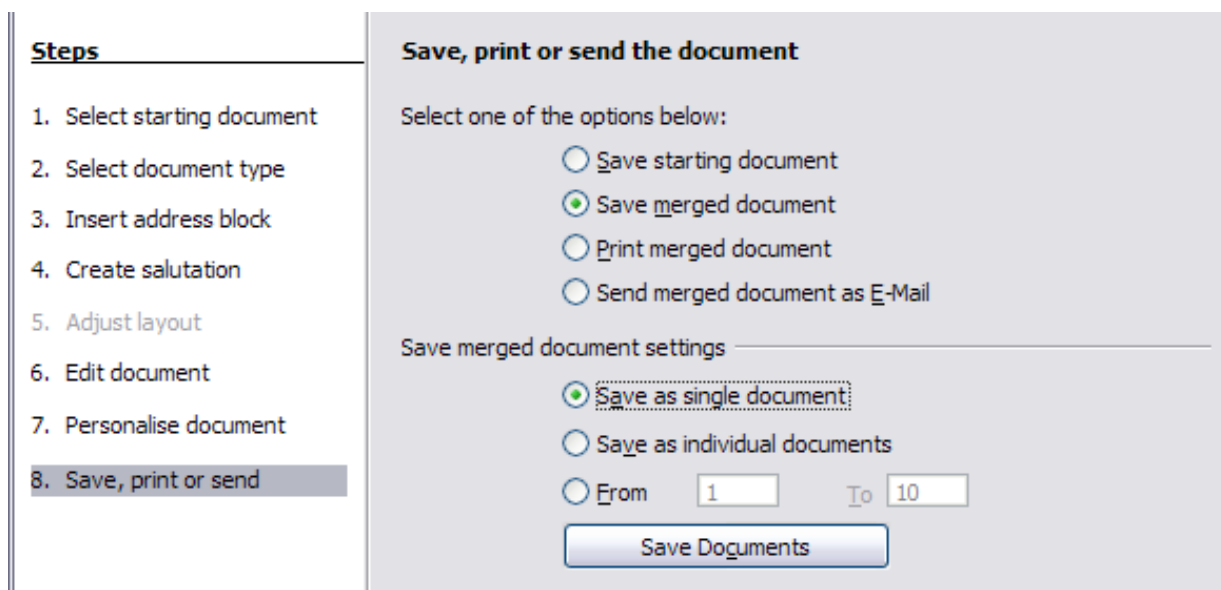 Steps
1. Select starting document
2. Select document type
3. Insert address block
4. Create salutation
5. Adjust layout
6. Edit document
7. Personalise document
8. Save, print or send
Save, print or send the document
Select one of the options below:
Save starting document
Save merged document
Print merged document
Send merged document as E-Mail
Save merged document settings
Save as single document
Save as individual documents
From 1 To 10
Save Documents